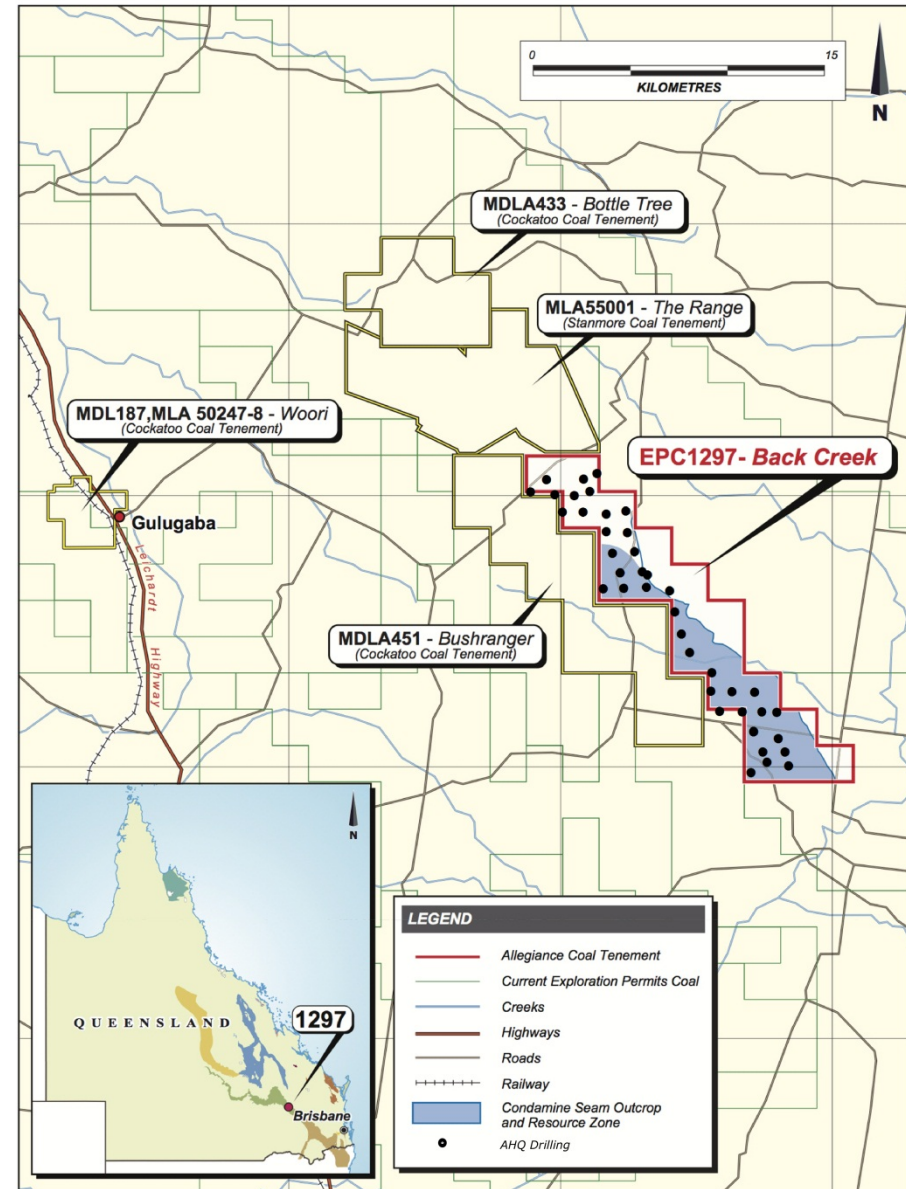 0 15
KILOMETRES
N
MDLA433 - Bottle Tree
(Cockatoo Coal Tenement)
MLA55001 - The Range
(Stanmore Coal Tenement)
MDL187,MLA 50247-8 - Woori
(Cockatoo Coal Tenement)
EPC1297- Back Creek
Gulugaba
Leichardt
Highway
MDLA451 - Bushranger
(Cockatoo Coal Tenement)
N
QUEENSLAND
1297
Brisbane
LEGEND
Allegiance Coal Tenement
Current Exploration Permits Coal
Creeks
Highways
Roads
Railway
Condamine Seam Outcrop
and Resource Zone
AHQ Drilling